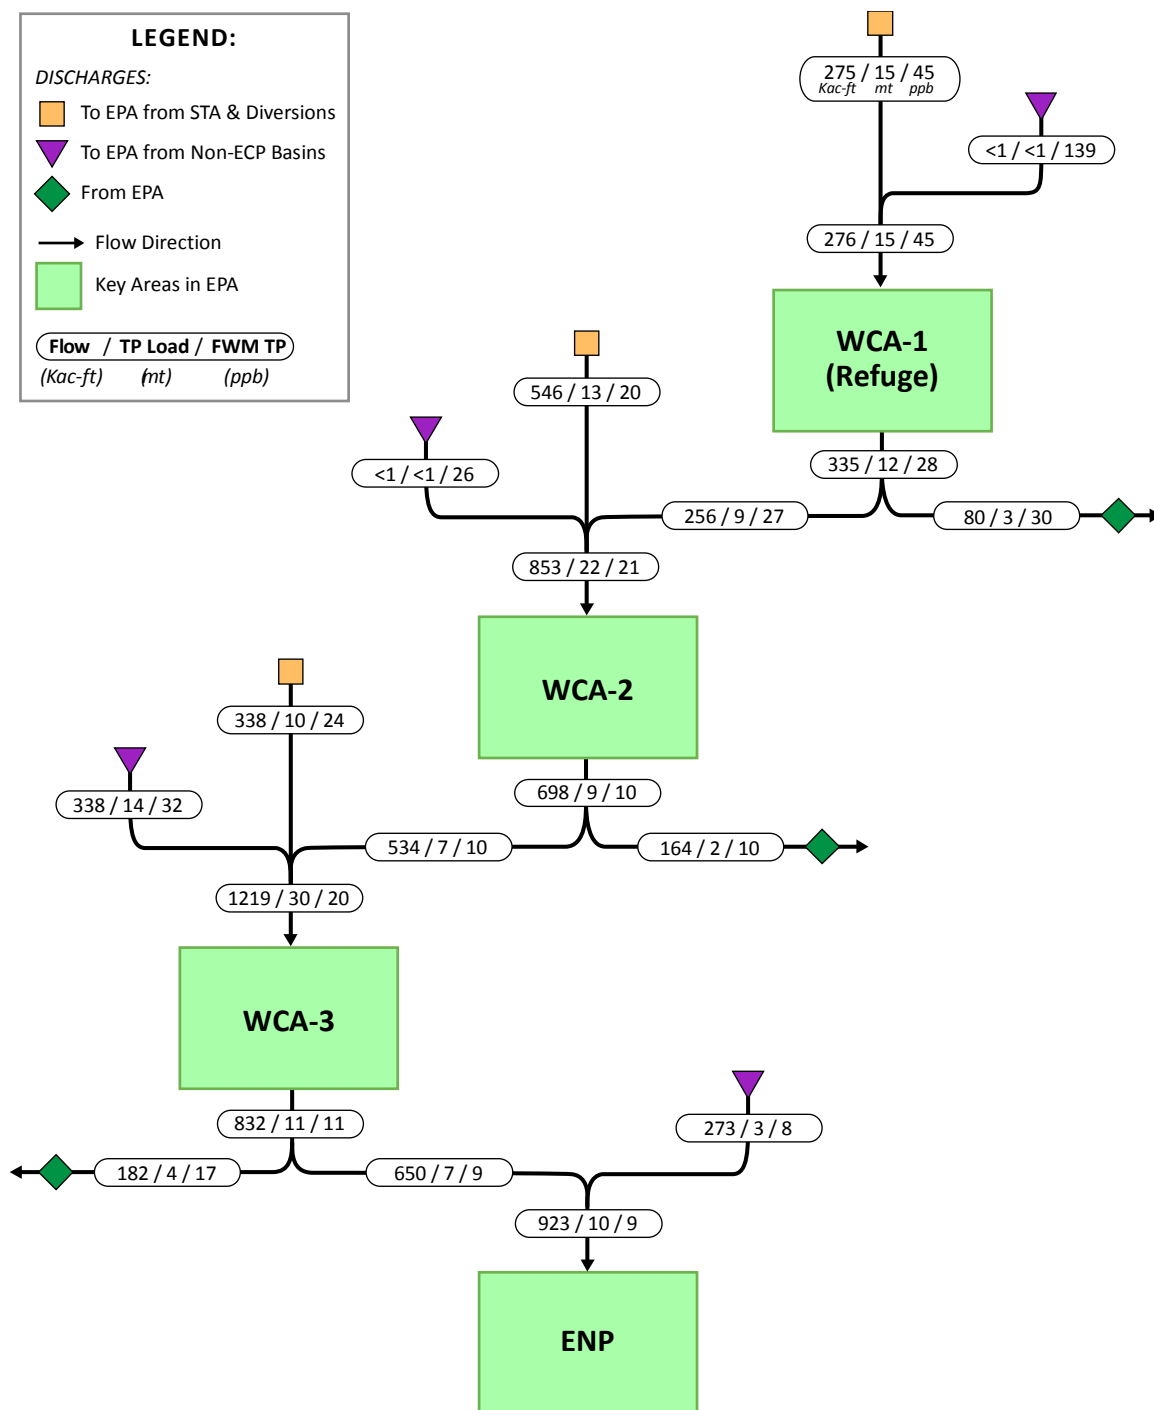 LEGEND:
DISCHARGES:
To EPA from STA & Diversions
To EPA from Non-ECP Basins
From EPA
Flow Direction
Key Areas in EPA
Flow / TP Load / FWM TP
(Kac-ft) (mt) (ppb)
275 / 15 / 45
Kac-ft mt ppb
<1 / <1 / 139
276 / 15 / 45
WCA-1
(Refuge)
546 / 13 / 20
<1 / <1 / 26
335 / 12 / 28
256 / 9 / 27
80 / 3 / 30
853 / 22 / 21
WCA-2
338 / 10 / 24
338 / 14 / 32
698 / 9 / 10
534 / 7 / 10
164 / 2 / 10
1219 / 30 / 20
WCA-3
832 / 11 / 11
273 / 3 / 8
182 / 4 / 17
650 / 7 / 9
923 / 10 / 9
ENP